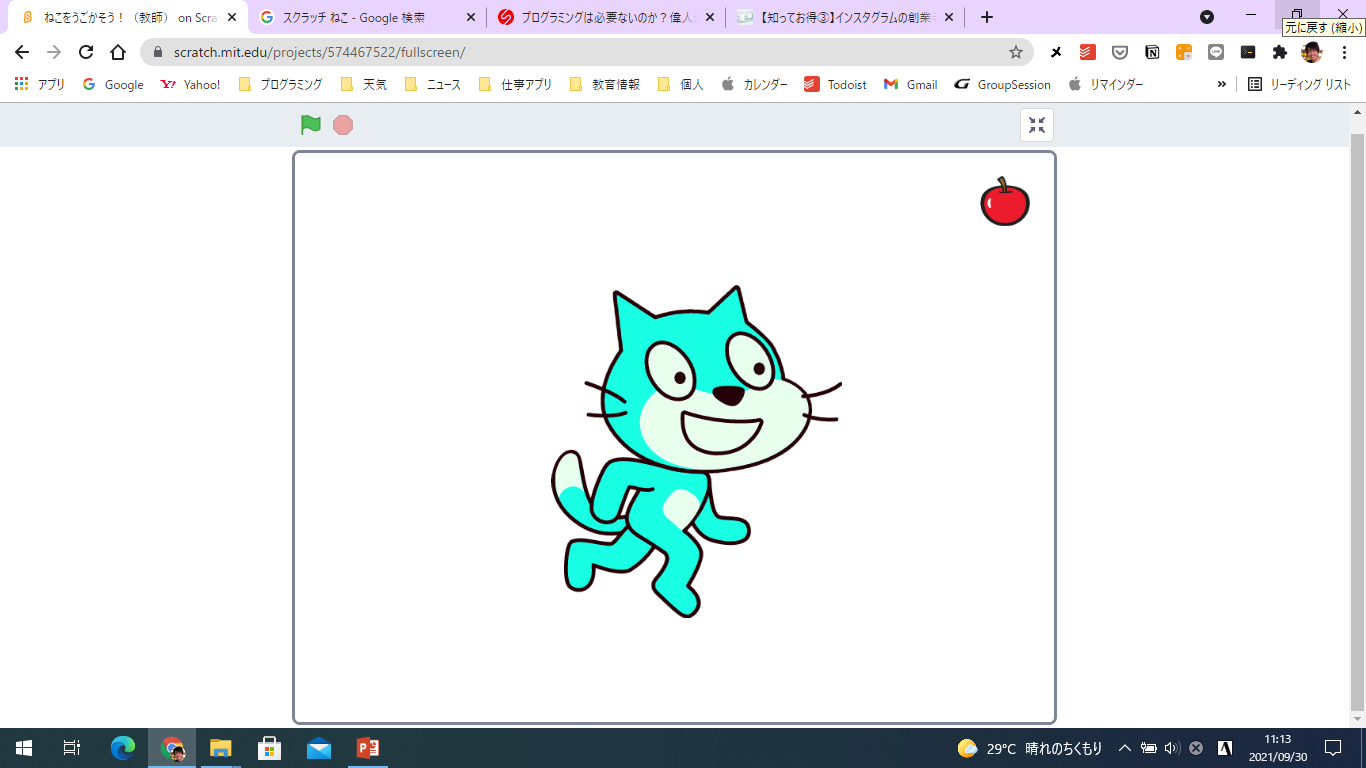 ねこをうごかそう！（教師） on Scra
スクラッチ ねこ - Google 検索
プログラミングは必要ないのか？偉人
【知ってお得③】インスタグラムの創業
元に戻す (縮小)
scratch.mit.edu/projects/574467522/fullscreen/
アプリ
Google
Yahoo!
プログラミング
天気
ニュース
仕事アプリ
教育情報
個人
カレンダー
Todoist
Gmail
GroupSession
リマインダー
»
リーディング リスト
29°C 晴れのちくもり
A
11:13
2021/09/30